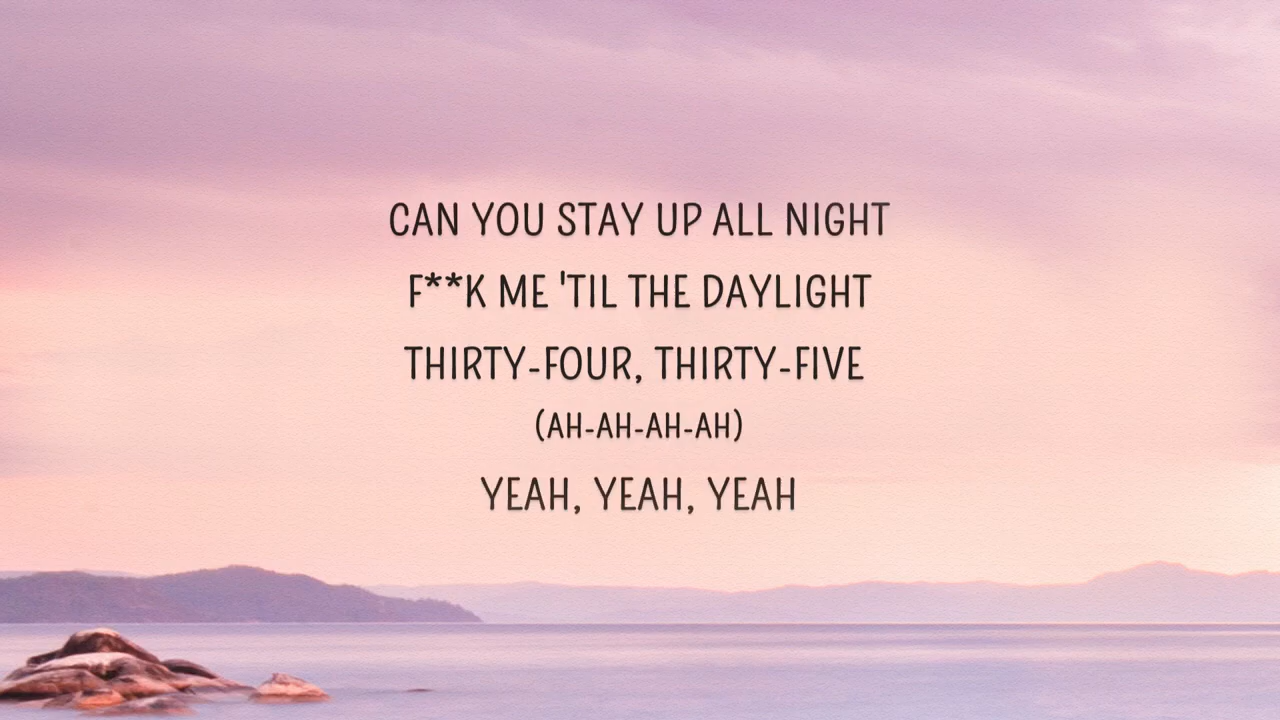 CAN YOU STAY UP ALL NIGHT
F**K ME 'TIL THE DAYLIGHT
THIRTY-FOUR, THIRTY-FIVE
(AH-AH-AH-AH)
YEAH, YEAH, YEAH